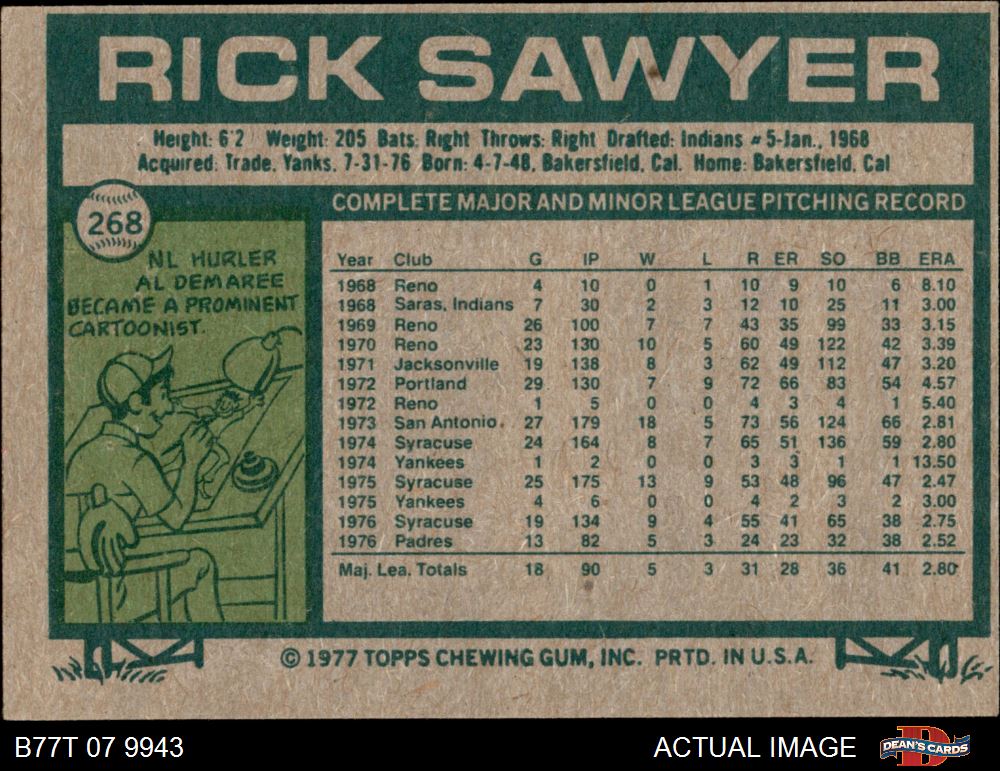 RICK SAWYER
Height: 6'2 Weight: 205 Bats: Right Throws: Right Drafted: Indians #5-Jan., 1968
Acquired: Trade, Yanks, 7-31-76 Born: 4-7-48, Bakersfield, Cal. Home: Bakersfield, Cal
268
NL HURLER
AL DEMAREE
BECAME A PROMINENT
CARTOONIST.
COMPLETE MAJOR AND MINOR LEAGUE PITCHING RECORD
Year Club G IP W L R ER SO BB ERA
1968 Reno 4 10 0 1 10 9 10 6 8.10
1968 Saras, Indians 7 30 2 3 12 10 25 11 3.00
1969 Reno 26 100 7 7 43 35 99 33 3.15
1970 Reno 23 130 10 5 60 49 122 42 3.39
1971 Jacksonville 19 138 8 3 62 49 112 47 3.20
1972 Portland 29 130 7 9 72 66 83 54 4.57
1972 Reno 1 5 0 0 4 3 4 1 5.40
1973 San Antonio 27 179 18 5 73 56 124 66 2.81
1974 Syracuse 24 164 8 7 65 51 136 59 2.80
1974 Yankees 1 2 0 0 3 3 1 1 13.50
1975 Syracuse 25 175 13 9 53 48 96 47 2.47
1975 Yankees 4 6 0 0 4 2 3 2 3.00
1976 Syracuse 19 134 9 4 55 41 65 38 2.75
1976 Padres 13 82 5 3 24 23 32 38 2.52
Maj. Lea. Totals 18 90 5 3 31 28 36 41 2.80
© 1977 TOPPS CHEWING GUM, INC. PRTD. IN U.S.A.
B77T 07 9943
ACTUAL IMAGE
DEAN'S CARDS